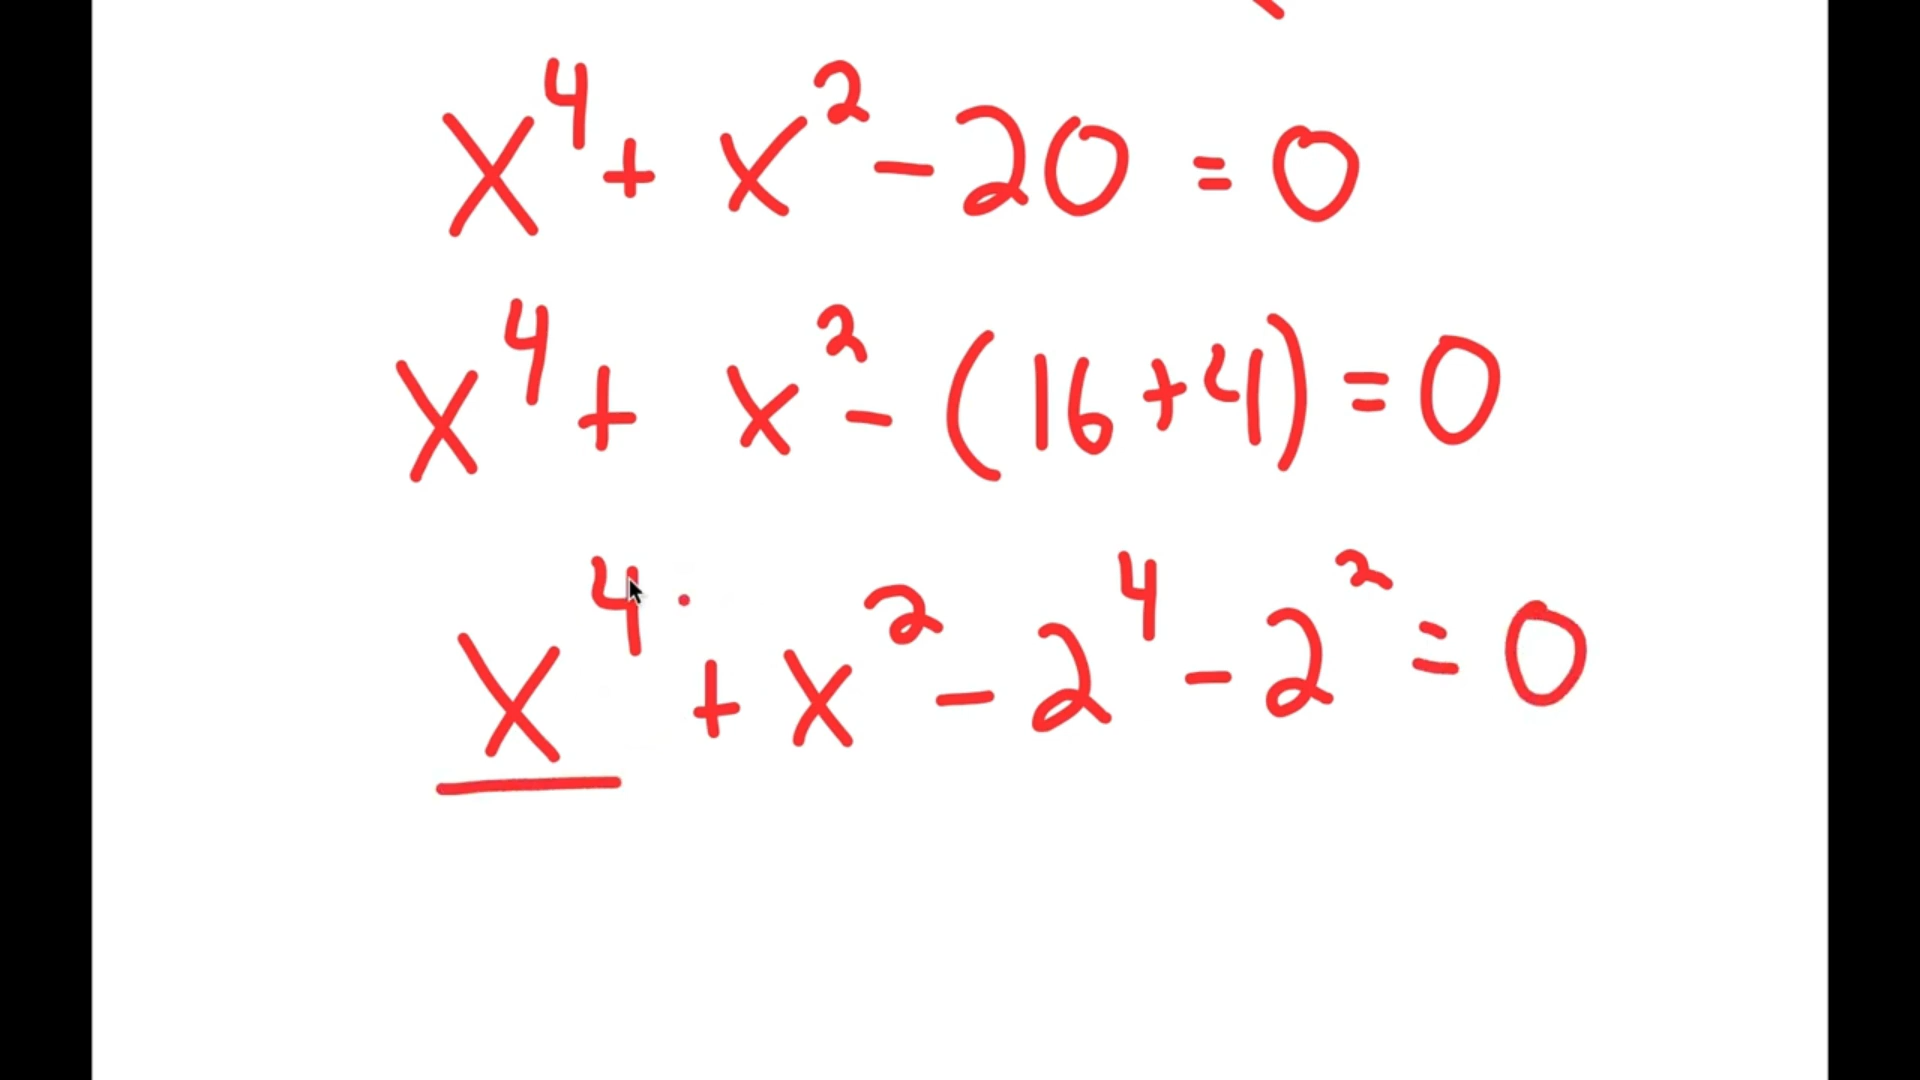 x⁴ + x² - 20 = 0
x⁴ + x² - (16 + 4) = 0
x⁴ + x² - 2⁴ - 2² = 0